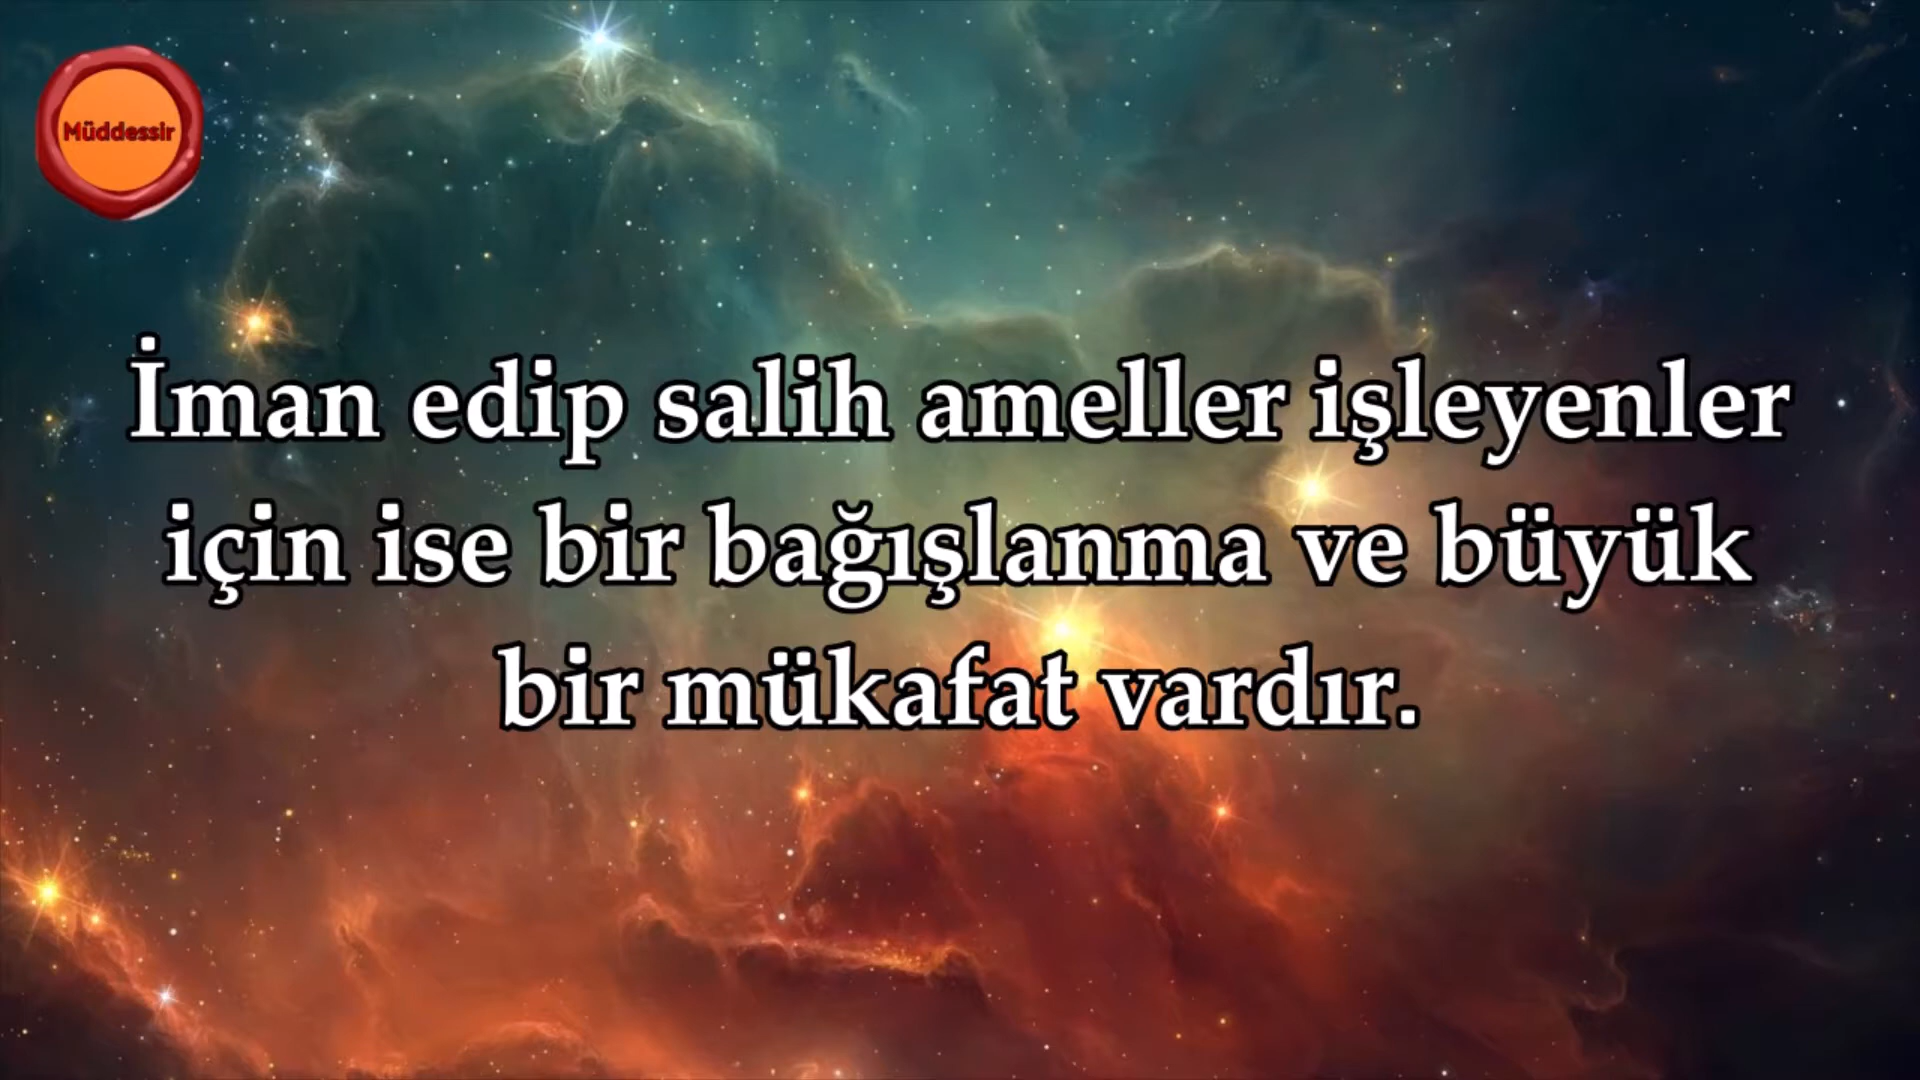 Müddessir
İman edip salih ameller işleyenler
için ise bir bağışlanma ve büyük
bir mükafat vardır.